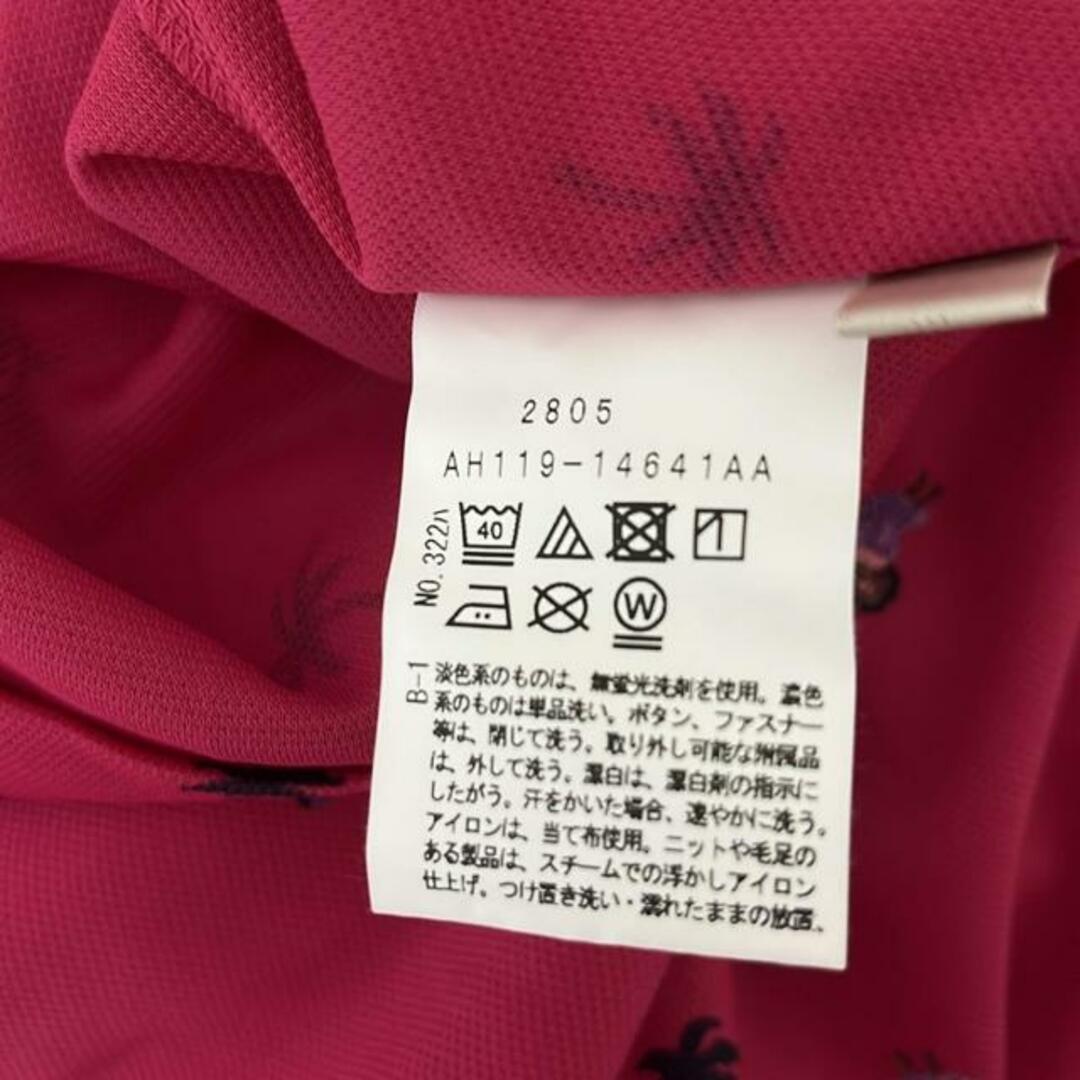 2805
AH119-14641AA
NO.322ハ
40
W
B-1
淡色系のものは、無蛍光洗剤を使用。濃色
系のものは単品洗い。ボタン、ファスナー
等は、閉じて洗う。取り外し可能な附属品
は、外して洗う。漂白は、漂白剤の指示に
したがう。汗をかいた場合、速やかに洗う。
アイロンは、当て布使用。ニットや毛足の
ある製品は、スチームでの浮かしアイロン
仕上げ。つけ置き洗い・濡れたままの放置、